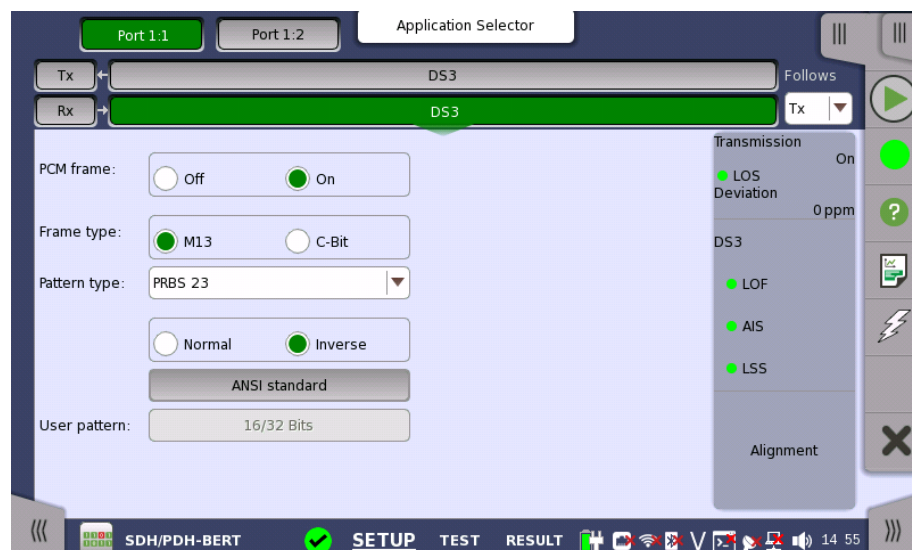 Application Selector
Port 1:1
Port 1:2
Tx
DS3
Follows
Rx
DS3
Tx
PCM frame:
Off
On
Frame type:
M13
C-Bit
Pattern type:
PRBS 23
Normal
Inverse
ANSI standard
User pattern:
16/32 Bits
Transmission
On
LOS
Deviation
0 ppm
DS3
LOF
AIS
LSS
Alignment
SDH/PDH-BERT
SETUP
TEST
RESULT
14 55